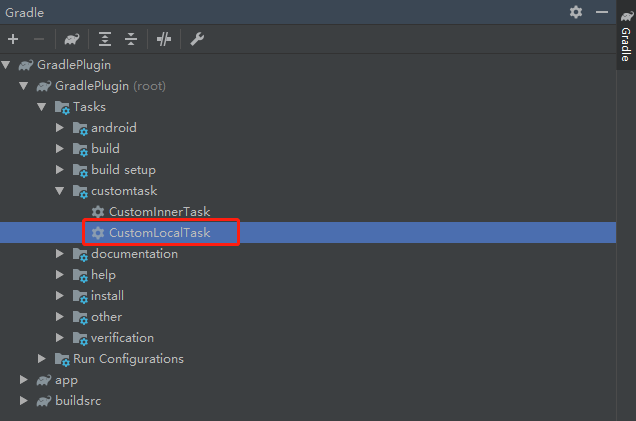 Gradle
Gradle
GradlePlugin
GradlePlugin (root)
Tasks
android
build
build setup
customtask
CustomInnerTask
CustomLocalTask
documentation
help
install
other
verification
Run Configurations
app
buildsrc